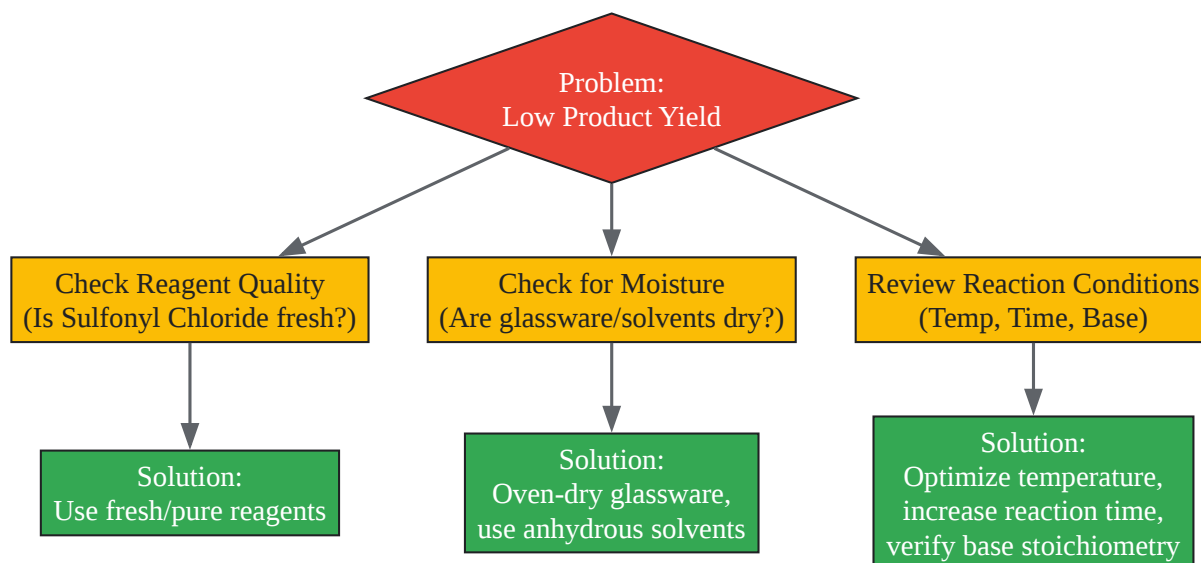 Problem:
Low Product Yield
Check Reagent Quality
(Is Sulfonyl Chloride fresh?)
Check for Moisture
(Are glassware/solvents dry?)
Review Reaction Conditions
(Temp, Time, Base)
Solution:
Use fresh/pure reagents
Solution:
Oven-dry glassware,
use anhydrous solvents
Solution:
Optimize temperature,
increase reaction time,
verify base stoichiometry